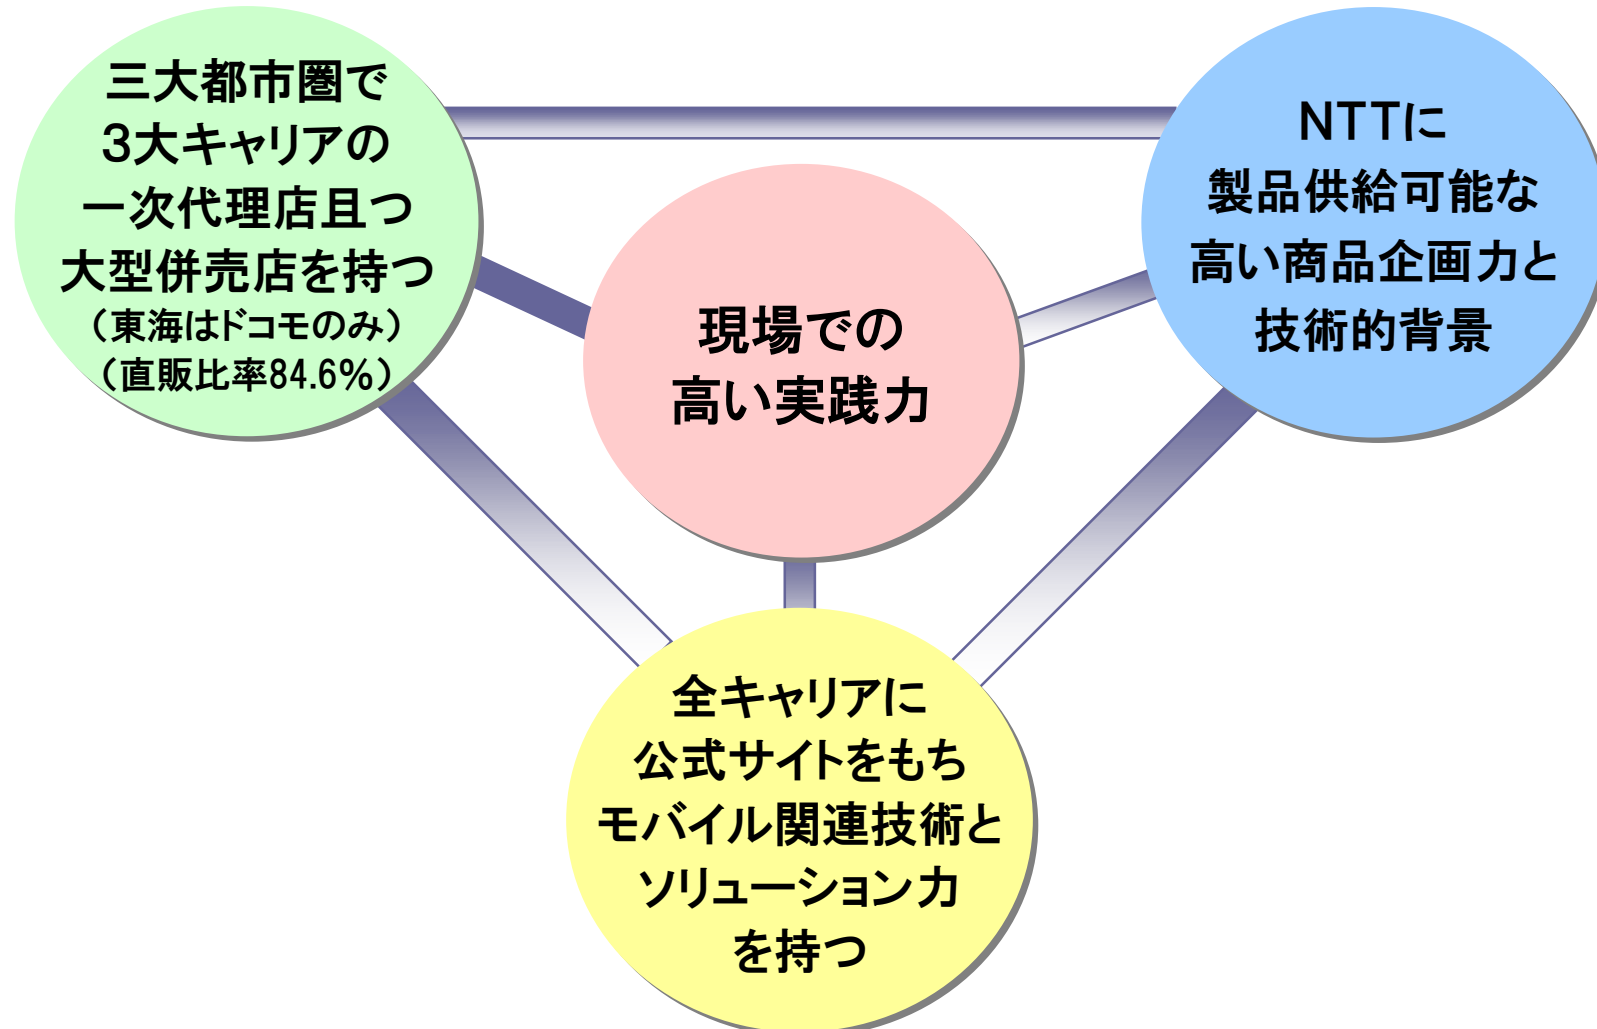 三大都市圏で
３大キャリアの
一次代理店且つ
大型併売店を持つ
（東海はドコモのみ）
（直販比率84.6％）
NTTに
製品供給可能な
高い商品企画力と
技術的背景
現場での
高い実践力
全キャリアに
公式サイトをもち
モバイル関連技術と
ソリューション力
を持つ